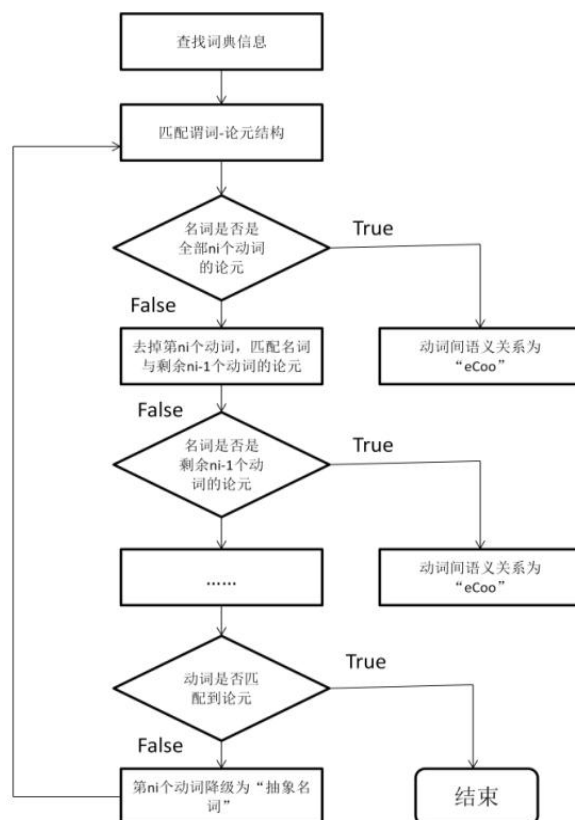 查找词典信息
匹配谓词-论元结构
名词是否是
全部ni个动词
的论元
True
False
去掉第ni个动词，匹配名词
与剩余ni-1个动词的论元
动词间语义关系为
“eCoo”
False
名词是否是
剩余ni-1个动
词的论元
True
……
动词间语义关系为
“eCoo”
动词是否匹
配到论元
True
False
第ni个动词降级为“抽象名
词”
结束